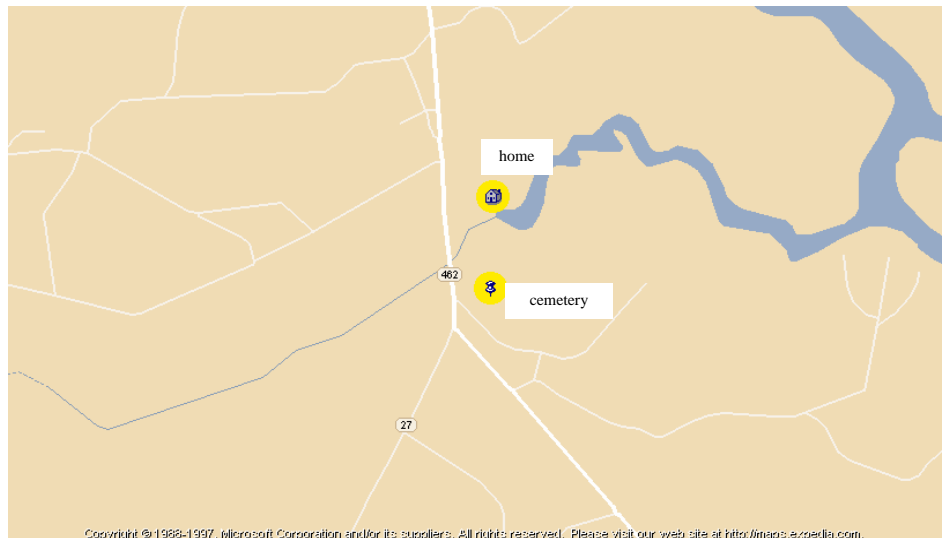 home
462
cemetery
27
Copyright © 1988-1997, Microsoft Corporation and/or its suppliers. All rights reserved. Please visit our web site at http://maps.expedia.com.